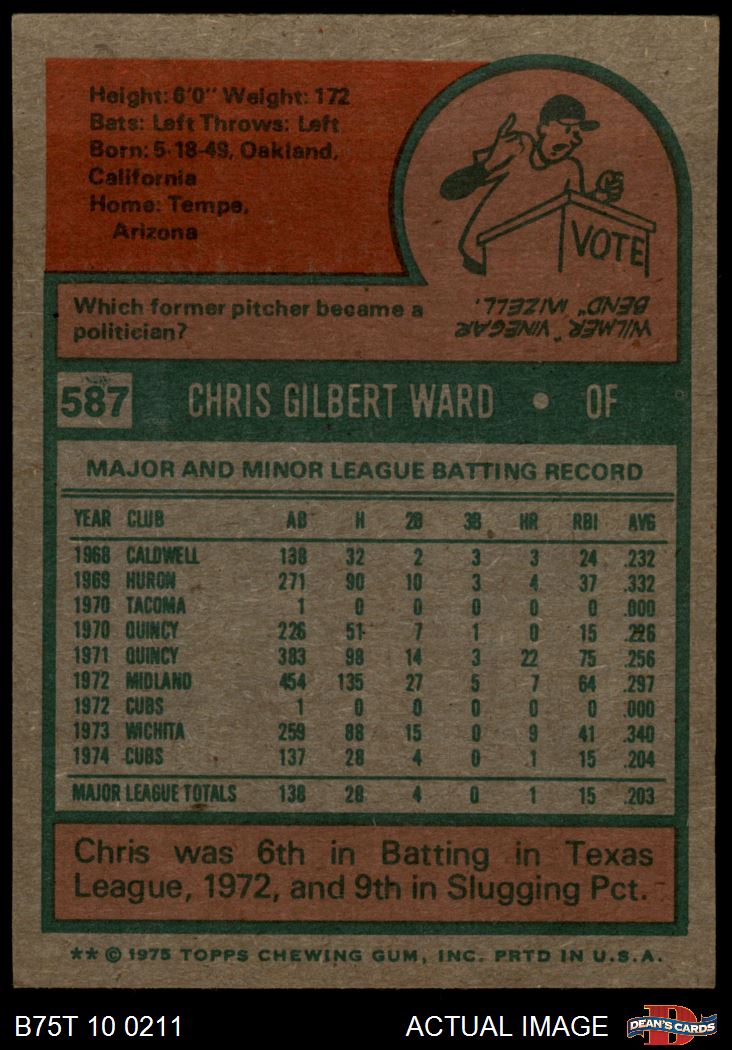 Height: 6'0" Weight: 172
Bats: Left Throws: Left
Born: 5-18-49, Oakland,
California
Home: Tempe,
Arizona
VOTE
Which former pitcher became a
politician?
WILMER "VINEGAR
BEND" MIZELL.
587 CHRIS GILBERT WARD • OF
MAJOR AND MINOR LEAGUE BATTING RECORD
YEAR CLUB AB H 2B 3B HR RBI AVG
1968 CALDWELL 138 32 2 3 3 24 .232
1969 HURON 271 90 10 3 4 37 .332
1970 TACOMA 1 0 0 0 0 0 .000
1970 QUINCY 226 51 7 1 0 15 .226
1971 QUINCY 383 98 14 3 22 75 .256
1972 MIDLAND 454 135 27 5 7 64 .297
1972 CUBS 1 0 0 0 0 0 .000
1973 WICHITA 259 88 15 0 9 41 .340
1974 CUBS 137 28 4 0 1 15 .204
MAJOR LEAGUE TOTALS 138 28 4 0 1 15 .203
Chris was 6th in Batting in Texas
League, 1972, and 9th in Slugging Pct.
** © 1975 TOPPS CHEWING GUM, INC. PRTD IN U.S.A.
B75T 10 0211 ACTUAL IMAGE DEAN'S CARDS